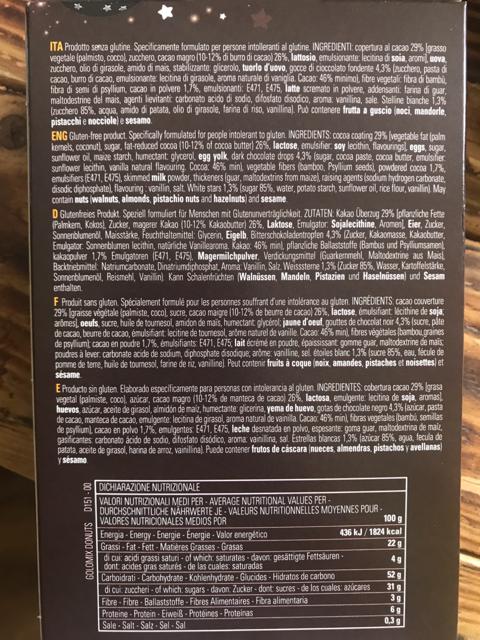 ITA Prodotto senza glutine. Specificamente formulato per persone intolleranti al glutine. INGREDIENTI: copertura al cacao 29% [grasso
vegetale (palmisto, cocco), zucchero, cacao magro (10-12% di burro di cacao) 26%, lattosio, emulsionante: lecitina di soia, aromi], uova,
zucchero, olio di girasole, amido di mais, stabilizzante: glicerolo, tuorlo d'uovo, gocce di cioccolato fondente 4,3% (zucchero, pasta di
cacao, burro di cacao, emulsionante: lecitina di girasole, aroma naturale di vaniglia. Cacao: 46% minimo), fibre vegetali: fibra di bambù,
fibra di semi di psyllium, cacao in polvere 1,7%, emulsionanti: E471, E475, latte scremato in polvere, addensanti: farina di guar,
maltodestrine del mais, agenti lievitanti: carbonato acido di sodio, difosfato disodico, aroma: vanillina, sale. Stelline bianche 1,3%
(zucchero 85%, acqua, amido di patata, olio di girasole, farina di riso, vanillina). Può contenere frutta a guscio (noci, mandorle,
pistacchi e nocciole) e sesamo.
ENG Gluten-free product. Specifically formulated for people intolerant to gluten. INGREDIENTS: cocoa coating 29% [vegetable fat (palm
kernels, coconut), sugar, fat-reduced cocoa (10-12% of cocoa butter) 26%, lactose, emulsifier: soy lecithin, flavourings], eggs, sugar,
sunflower oil, maize starch, humectant: glycerol, egg yolk, dark chocolate drops 4,3% (sugar, cocoa paste, cocoa butter, emulsifier:
sunflower lecithin, vanilla natural flavouring. Cocoa: 46% min), vegetable fibers (bamboo, Psyllium seeds), powdered cocoa 1,7%,
emulsifiers (E471, E475), skimmed milk powder, thickeners (guar, maltodextrins from maize), raising agents (sodium hydrogen carbonate,
disodic diphosphate), flavouring: vanillin, salt. White stars 1,3% (sugar 85%, water, potato starch, sunflower oil, rice flour, vanillin). May
contain nuts (walnuts, almonds, pistachio nuts and hazelnuts) and sesame.
D Glutenfreies Produkt. Speziell formuliert für Menschen mit Glutenunverträglichkeit. ZUTATEN: Kakao Überzug 29% (pflanzliche Fette
(Palmkern, Kokos), Zucker, magerer Kakao (10-12% Kakaobutter) 26%, Laktose, Emulgator: Sojalecithine, Aromen], Eier, Zucker,
Sonnenblumenöl, Maisstärke, Feuchthaltemittel: Glycerin, Eigelb, Bitterschokoladentropfen 4,3% (Zucker, Kakaomasse, Kakaobutter,
Emulgator: Sonnenblumen lecithin, natürliche Vanillearoma. Kakao: 46% min), pflanzliche Ballaststoffe (Bambus und Psylliumsamen),
kakaopulver 1,7% Emulgatoren (E471, E475), Magermilchpulver, Verdickungsmittel (Guarkernmehl, Maltodextrine aus Mais),
Backtriebmittel: Natriumcarbonate, Dinatriumdiphosphat, Aroma: Vanillin, Salz. Weisssterne 1,3% (Zucker 85%, Wasser, Kartoffelstärke,
Sonnenblumenöl, Reismehl, Vanillin). Kann Schalenfrüchten (Walnüssen, Mandeln, Pistazien und Haselnüssen) und Sesam
enthalten.
F Produit sans gluten. Spécialement formulé pour les personnes souffrant d'une intolérance au gluten. INGRÉDIENTS: cacao couverture
29% [graisse végétale (palmiste, coco), sucre, cacao maigre (10-12% de beurre de cacao) 26%, lactose, émulsifiant: lécithine de soja,
arômes], oeufs, sucre, huile de tournesol, amidon de maïs, humectant: glycérol, jaune d'oeuf, gouttes de chocolat noir 4,3% (sucre, pâte
de cacao, beurre de cacao, émulsifiant: lecitine de tournesol, arôme naturel de vanille. Cacao: 46% min), fibres végétales (bambou, graines
de psyllium), cacao en poudre 1,7%, émulsifiants: E471, E475, lait écrémé en poudre, épaississant: gomme guar, maltodextrine de maïs;
poudres à lever: carbonate acide de sodium, diphosphate disodique; arôme: vanilline, sel, étoiles blanc 1,3% (sucre 85%, eau, fécule de
pomme de terre, huile de tournesol, farine de riz, vanilline). Peut contenir fruits à coque (noix, amandes, pistaches et noisettes) et
sésame.
E Producto sin gluten. Elaborado específicamente para personas con intolerancia al gluten. INGREDIENTES: cobertura cacao 29% [grasa
vegetal (palmiste, coco), azúcar, cacao magro (10-12% de manteca de cacao) 26%, lactosa, emulgente: lecitina de soja, aromas],
huevos, azúcar, aceite de girasol, almidón de maíz, humectante: glicerina, yema de huevo, gotas de chocolate negro 4,3% (azúcar, pasta
de cacao, manteca de cacao, emulgente: lecitina de girasol, aroma natural de vainilla. Cacao: 46% min), fibras vegetales (bambú, semillas
de psyllium), cacao en polvo 1,7%, emulgentes: E471, E475, leche desnatada en polvo, espesante: goma guar, maltodextrina de maíz,
gasificantes: carbonato ácido de sodio, difosfato disódico, aroma: vainillina, sal. Estrellas blancas 1,3% (azúcar 85%, agua, fecula de
patata, aceite de girasol, harina de arroz, vainillina). Puede contener frutos de cáscara (nueces, almendras, pistachos y avellanas)
y sésamo.
GOLOMIX DONUTS D151 - 00
DICHIARAZIONE NUTRIZIONALE
VALORI NUTRIZIONALI MEDI PER - AVERAGE NUTRITIONAL VALUES PER -
DURCHSCHNITTLICHE NÄHRWERTE JE - VALEURS NUTRITIONNELLES MOYENNES POUR -
VALORES NUTRICIONALES MEDIOS POR 100 g
Energia - Energy - Energie - Énergie - Valor energético 436 kJ / 1824 kcal
Grassi - Fat - Fett - Matières Grasses - Grasas 22 g
di cui: acidi grassi saturi - of which: saturates - davon: gesättigte Fettsäuren -
dont: acides gras saturés - de las cuales: saturadas 4 g
Carboidrati - Carbohydrate - Kohlenhydrate - Glucides - Hidratos de carbono 52 g
di cui: zuccheri - of which: sugars - davon: Zucker - dont: sucres - de los cuales: azúcares 31 g
Fibre - Fibre - Ballaststoffe - Fibres Alimentaires - Fibra alimentaria 3 g
Proteine - Protein - Eiweiß - Protéines - Proteínas 6 g
Sale - Salt - Salz - Sel - Sal 0,3 g